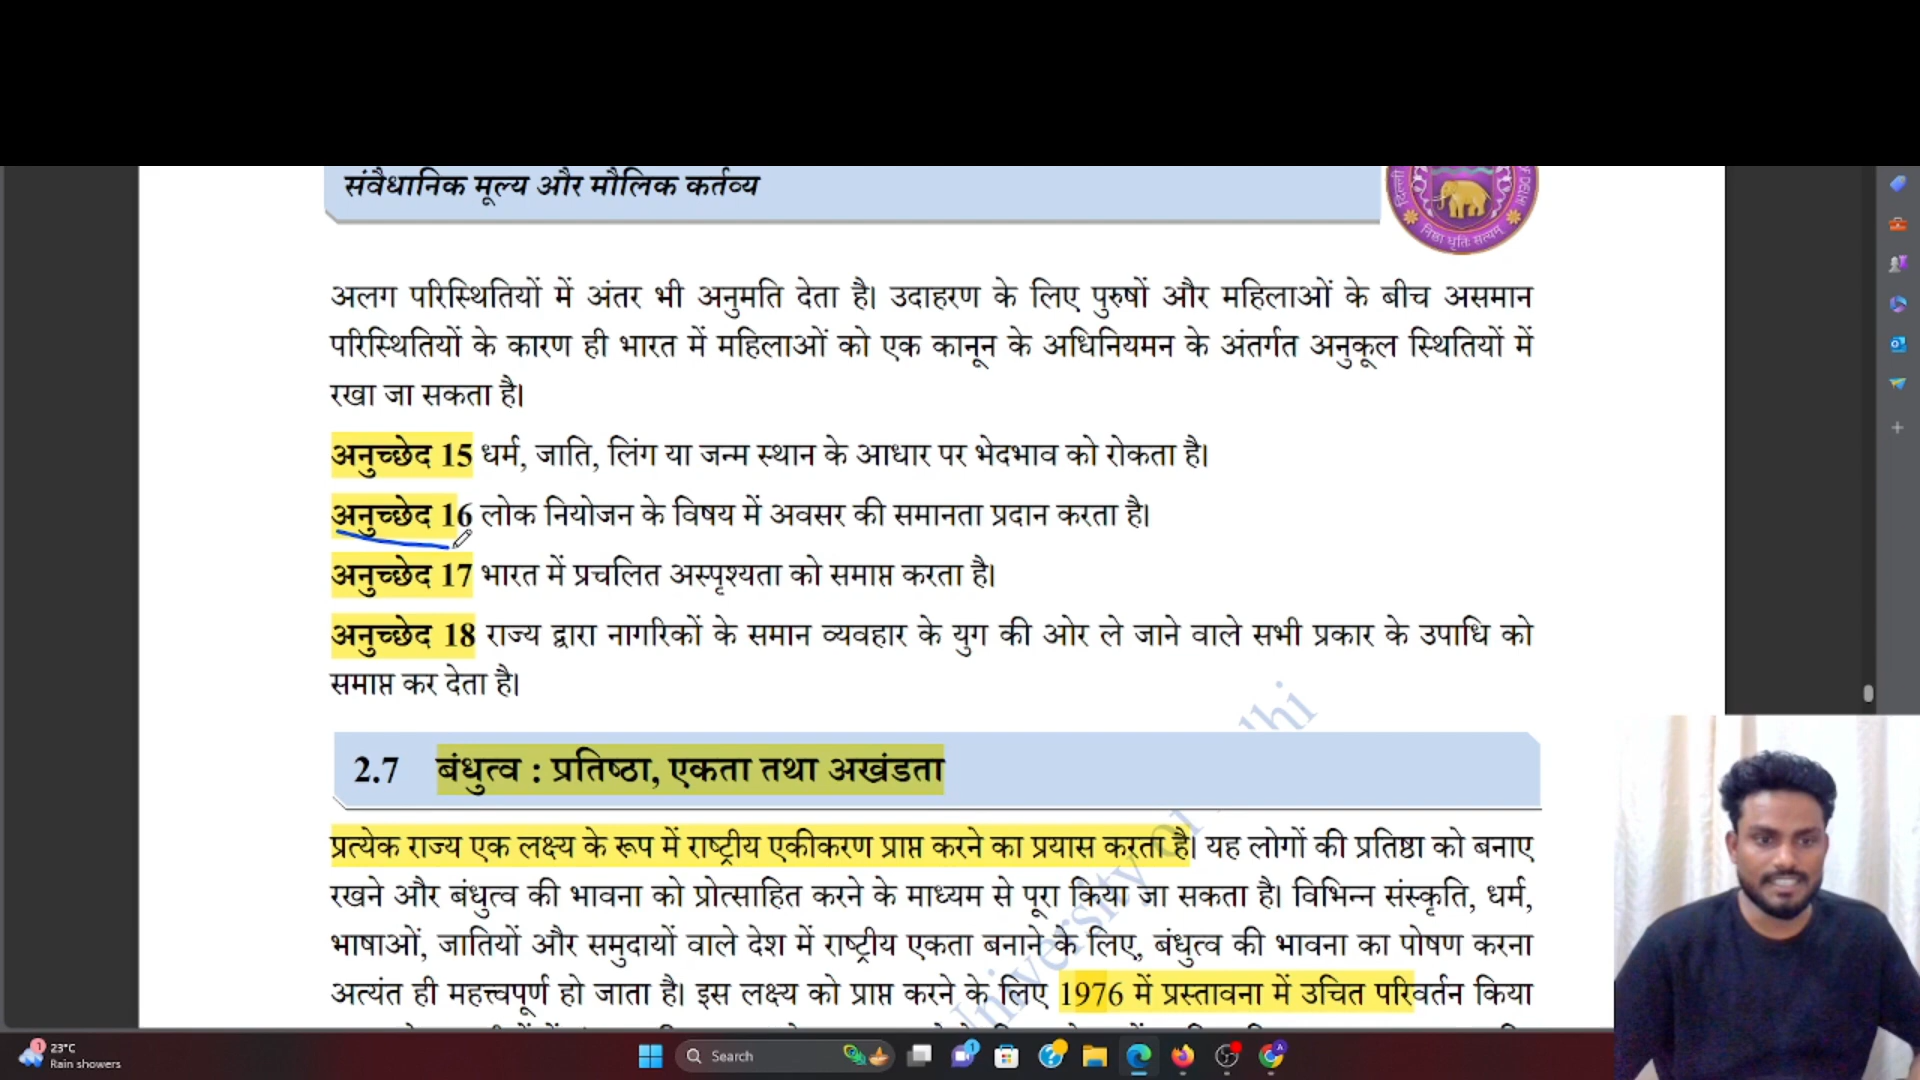 संवैधानिक मूल्य और मौलिक कर्तव्य
निष्ठा धृतिः सत्यम्
अलग परिस्थितियों में अंतर भी अनुमति देता है। उदाहरण के लिए पुरुषों और महिलाओं के बीच असमान
परिस्थितियों के कारण ही भारत में महिलाओं को एक कानून के अधिनियमन के अंतर्गत अनुकूल स्थितियों में
रखा जा सकता है।
अनुच्छेद 15 धर्म, जाति, लिंग या जन्म स्थान के आधार पर भेदभाव को रोकता है।
अनुच्छेद 16 लोक नियोजन के विषय में अवसर की समानता प्रदान करता है।
अनुच्छेद 17 भारत में प्रचलित अस्पृश्यता को समाप्त करता है।
अनुच्छेद 18 राज्य द्वारा नागरिकों के समान व्यवहार के युग की ओर ले जाने वाले सभी प्रकार के उपाधि को
समाप्त कर देता है।
2.7 बंधुत्व : प्रतिष्ठा, एकता तथा अखंडता
प्रत्येक राज्य एक लक्ष्य के रूप में राष्ट्रीय एकीकरण प्राप्त करने का प्रयास करता है। यह लोगों की प्रतिष्ठा को बनाए
रखने और बंधुत्व की भावना को प्रोत्साहित करने के माध्यम से पूरा किया जा सकता है। विभिन्न संस्कृति, धर्म,
भाषाओं, जातियों और समुदायों वाले देश में राष्ट्रीय एकता बनाने के लिए, बंधुत्व की भावना का पोषण करना
अत्यंत ही महत्त्वपूर्ण हो जाता है। इस लक्ष्य को प्राप्त करने के लिए 1976 में प्रस्तावना में उचित परिवर्तन किया
University of
23°C
Rain showers
Search